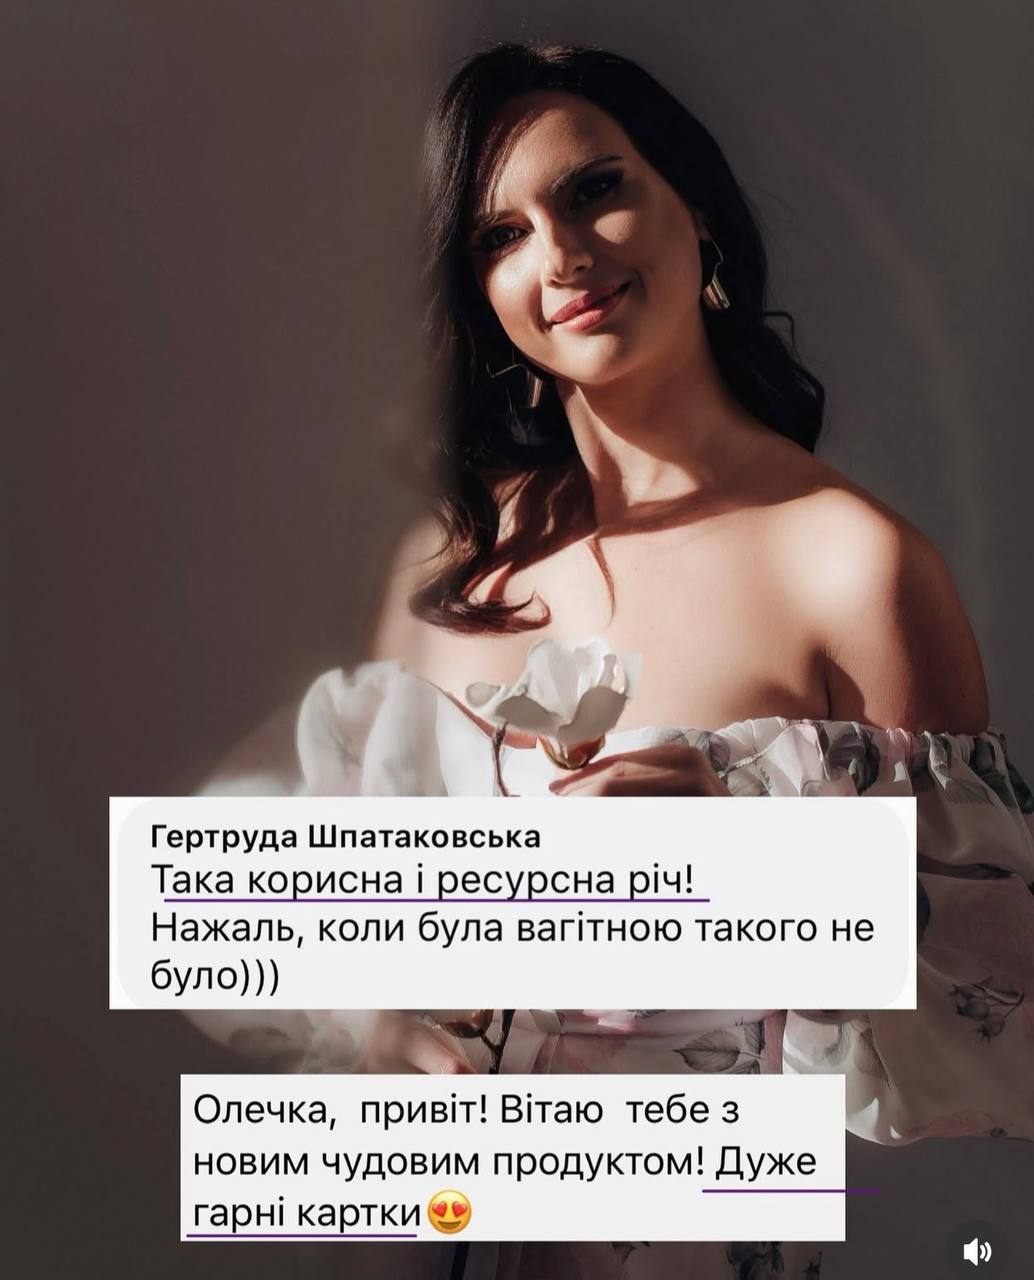 Гертруда Шпатаковська
Така корисна і ресурсна річ!
Нажаль, коли була вагітною такого не
було)))
Олечка, привіт! Вітаю тебе з
новим чудовим продуктом! Дуже
гарні картки😍